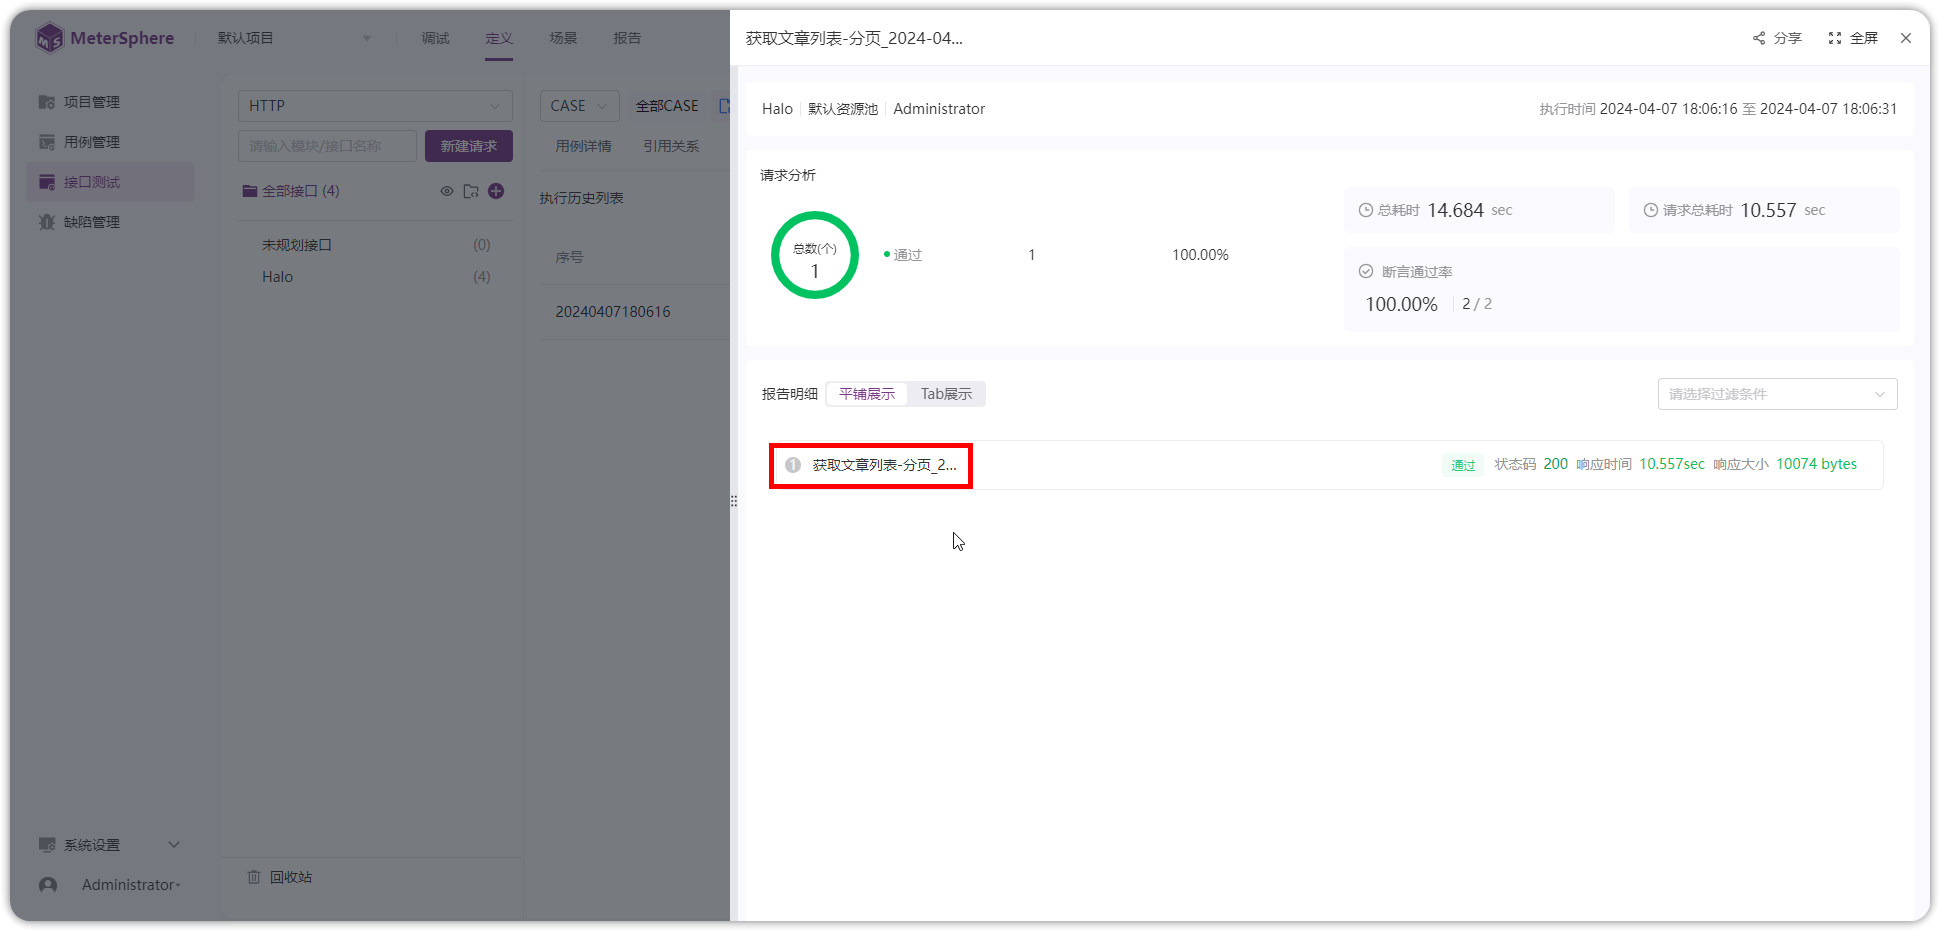 MeterSphere
默认项目
调试
定义
场景
报告
项目管理
用例管理
接口测试
缺陷管理
系统设置
Administrator
HTTP
请输入模块/接口名称
新建请求
全部接口 (4)
未规划接口 (0)
Halo (4)
回收站
CASE
全部CASE
用例详情
引用关系
执行历史列表
序号
20240407180616
获取文章列表-分页_2024-04...
分享
全屏
Halo
默认资源池
Administrator
执行时间 2024-04-07 18:06:16 至 2024-04-07 18:06:31
请求分析
总数(个)
1
通过 1 100.00%
总耗时 14.684 sec
请求总耗时 10.557 sec
断言通过率
100.00% 2 / 2
报告明细
平铺展示
Tab展示
请选择过滤条件
1 获取文章列表-分页_2...
通过 状态码 200 响应时间 10.557sec 响应大小 10074 bytes